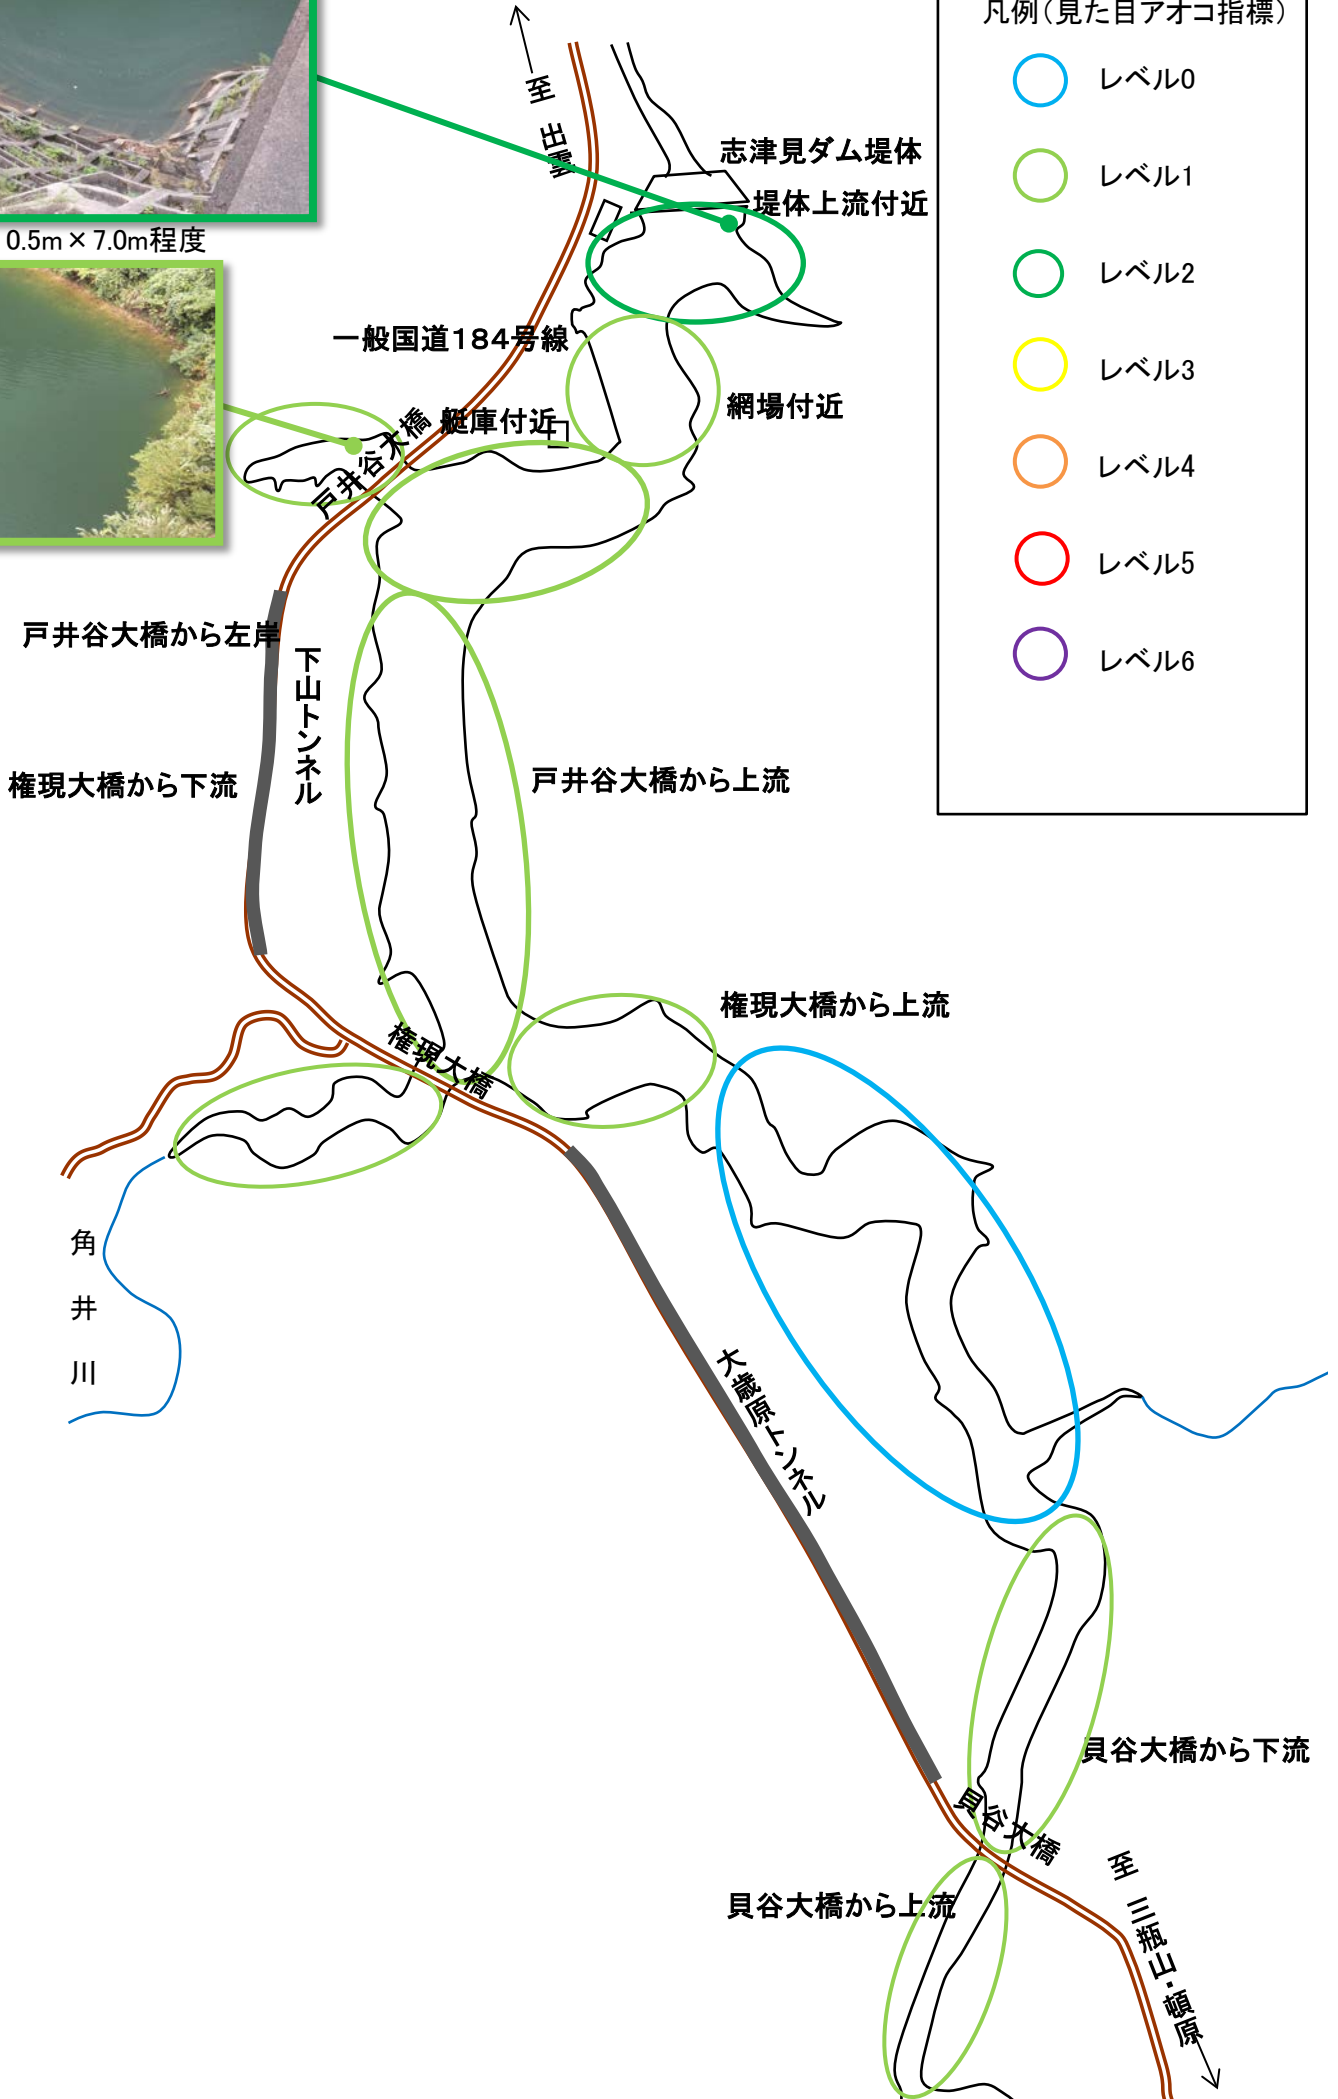 凡例（見た目アオコ指標）
レベル0
レベル1
レベル2
レベル3
レベル4
レベル5
レベル6
至 出雲
志津見ダム堤体
堤体上流付近
0.5m×7.0m程度
一般国道184号線
網場付近
艇庫付近
戸井谷大橋
戸井谷大橋から左岸
下山トンネル
権現大橋から下流
戸井谷大橋から上流
権現大橋から上流
権現大橋
角井川
大歳原トンネル
貝谷大橋から下流
貝谷大橋
貝谷大橋から上流
至 三瓶山・頓原